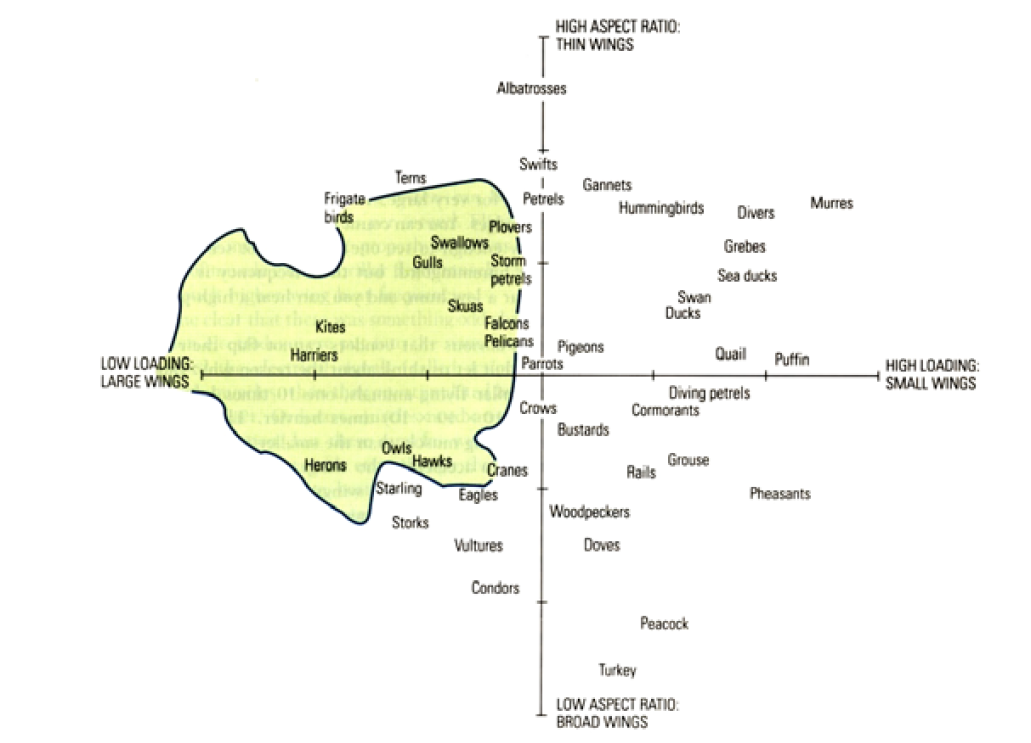 HIGH ASPECT RATIO:
THIN WINGS
Albatrosses
Swifts
Terns
Gannets
Frigate
birds
Petrels
Hummingbirds
Divers
Murres
Plovers
Swallows
Grebes
Gulls
Storm
petrels
Sea ducks
Swan
Skuas
Ducks
Kites
Falcons
Pelicans
Pigeons
Harriers
Quail
Puffin
Parrots
LOW LOADING:
LARGE WINGS
HIGH LOADING:
SMALL WINGS
Diving petrels
Crows
Cormorants
Bustards
Owls
Hawks
Herons
Cranes
Rails
Grouse
Starling
Eagles
Pheasants
Storks
Woodpeckers
Vultures
Doves
Condors
Peacock
Turkey
LOW ASPECT RATIO:
BROAD WINGS